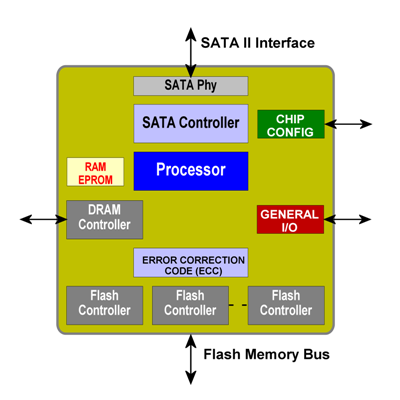 SATA II Interface
SATA Phy
SATA Controller
CHIP
CONFIG
RAM
EPROM
Processor
DRAM
Controller
GENERAL
I/O
ERROR CORRECTION
CODE (ECC)
Flash
Controller
Flash
Controller
Flash
Controller
Flash Memory Bus